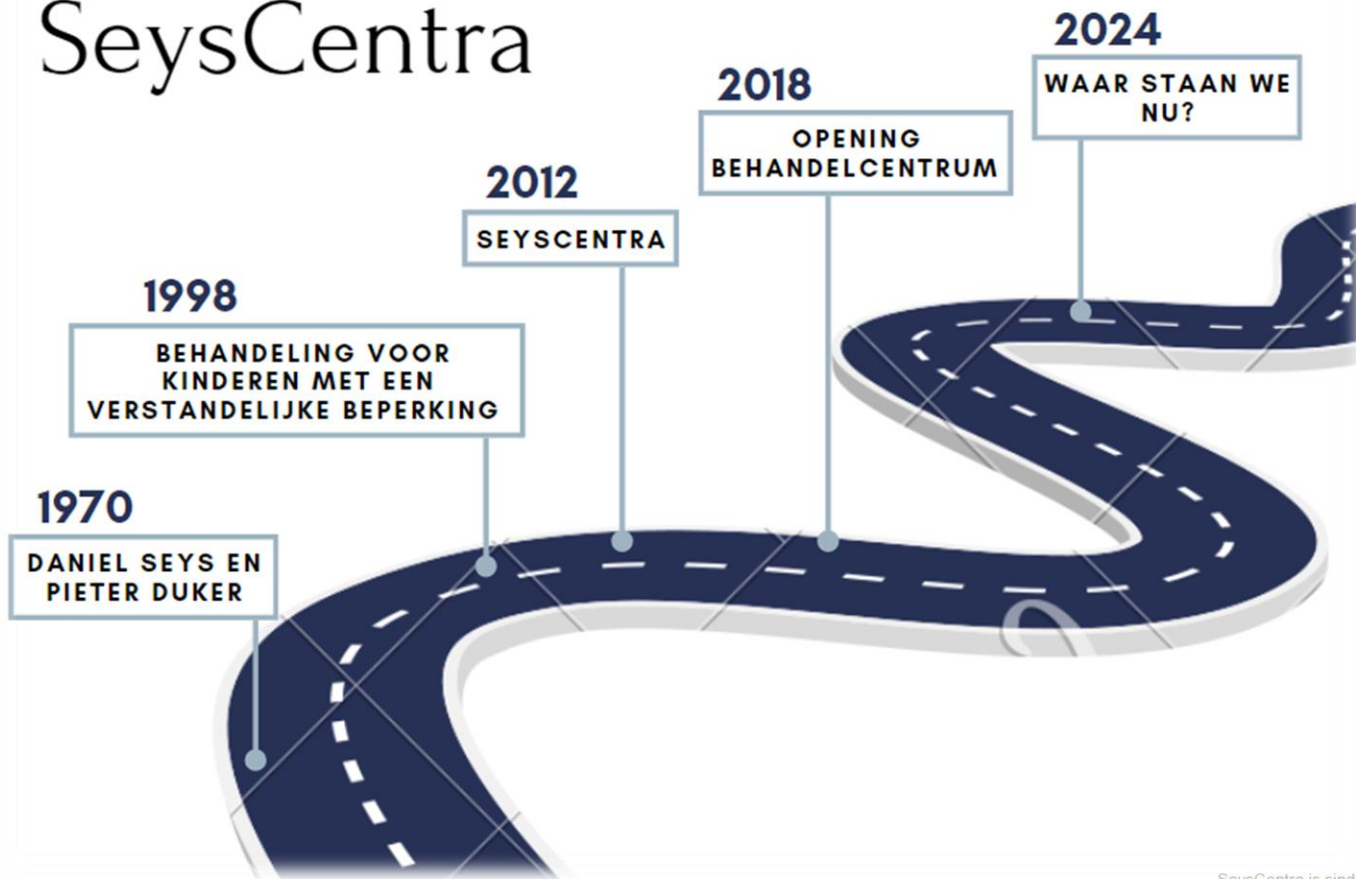 SeysCentra
2024
WAAR STAAN WE
NU?
2018
OPENING
BEHANDELCENTRUM
2012
SEYSCENTRA
1998
BEHANDELING VOOR
KINDEREN MET EEN
VERSTANDELIJKE BEPERKING
1970
DANIEL SEYS EN
PIETER DUKER